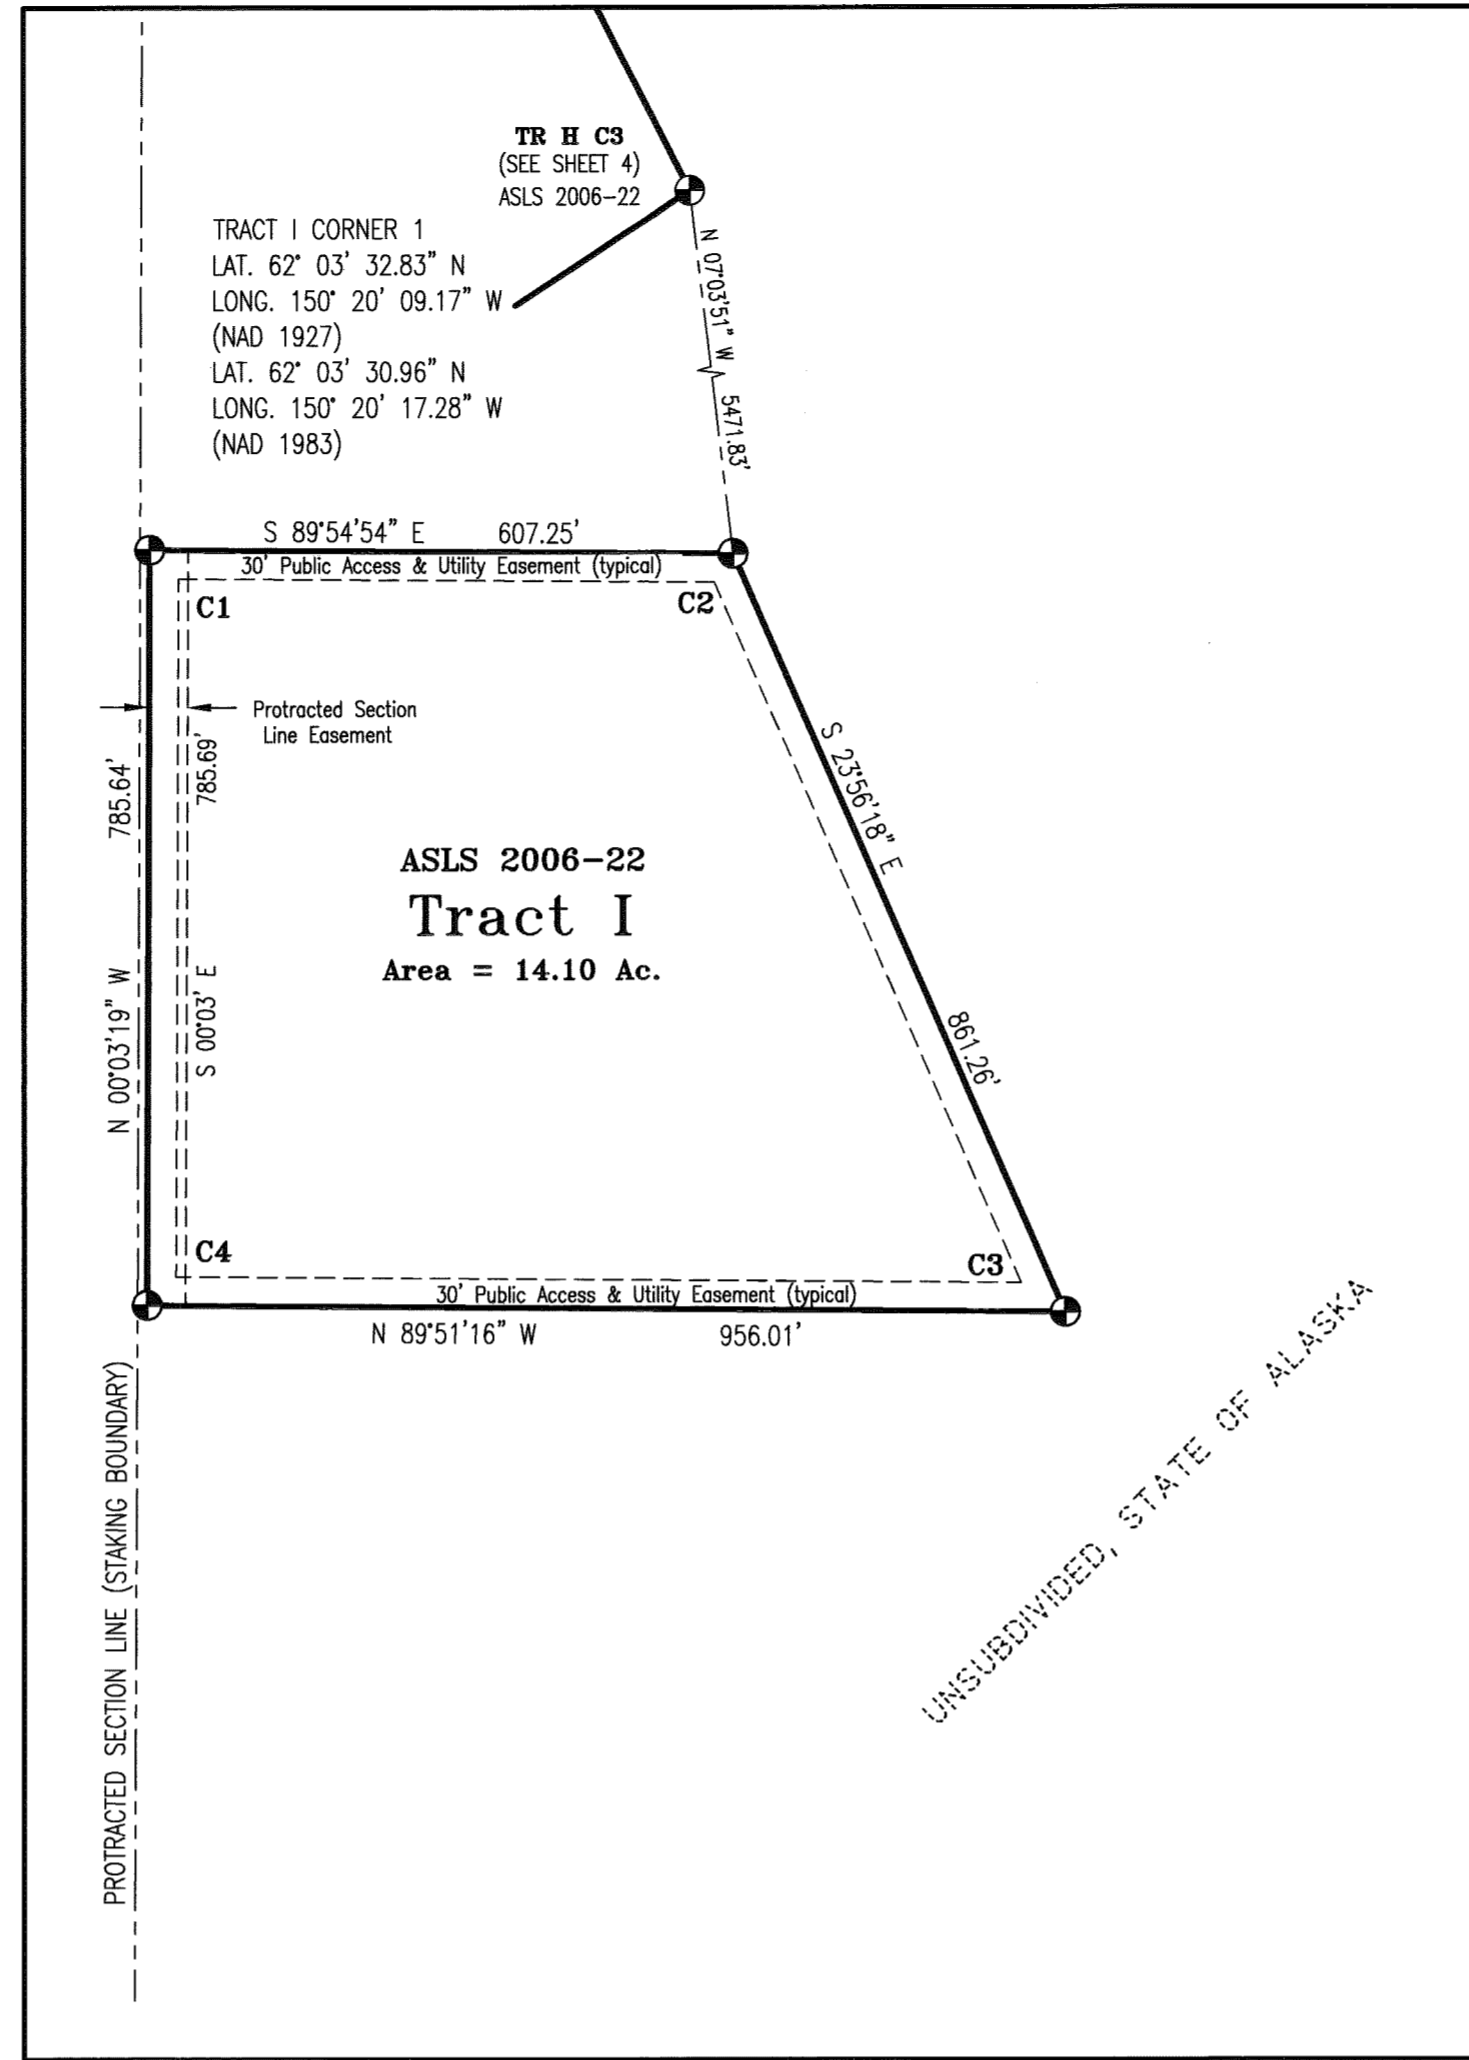 TR H C3
(SEE SHEET 4)
ASLS 2006-22
TRACT I CORNER 1
LAT. 62° 03' 32.83" N
LONG. 150° 20' 09.17" W
(NAD 1927)
LAT. 62° 03' 30.96" N
LONG. 150° 20' 17.28" W
(NAD 1983)
N 07°03'51" W 5471.83'
S 89°54'54" E 607.25'
30' Public Access & Utility Easement (typical)
C1
C2
Protracted Section
Line Easement
N 00°03'19" W 785.64'
S 00°03' E 785.69'
S 23°56'18" E 861.26'
ASLS 2006-22
Tract I
Area = 14.10 Ac.
C4
C3
30' Public Access & Utility Easement (typical)
N 89°51'16" W 956.01'
PROTRACTED SECTION LINE (STAKING BOUNDARY)
UNSUBDIVIDED, STATE OF ALASKA